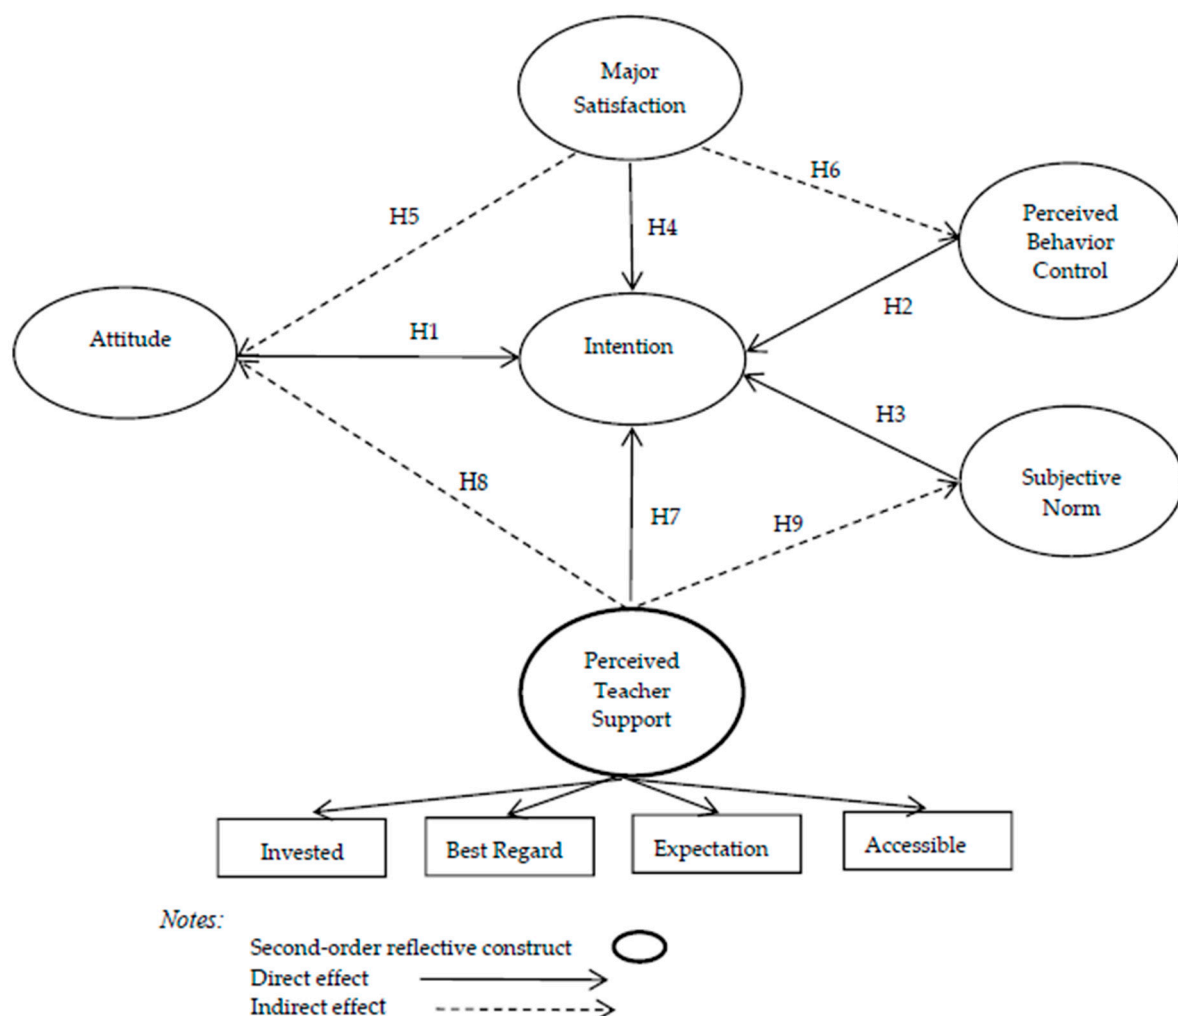 Major
Satisfaction
H6
H5
H4
Perceived
Behavior
Control
H2
Attitude
H1
Intention
H3
H8
H7
H9
Subjective
Norm
Perceived
Teacher
Support
Invested
Best Regard
Expectation
Accessible
Notes:
Second-order reflective construct
Direct effect
Indirect effect